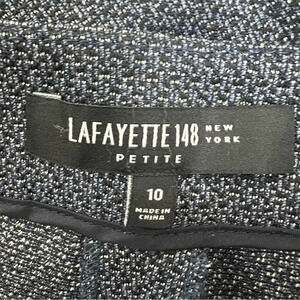 LAFAYETTE 148 NEW YORK
PETITE
10
MADE IN
CHINA